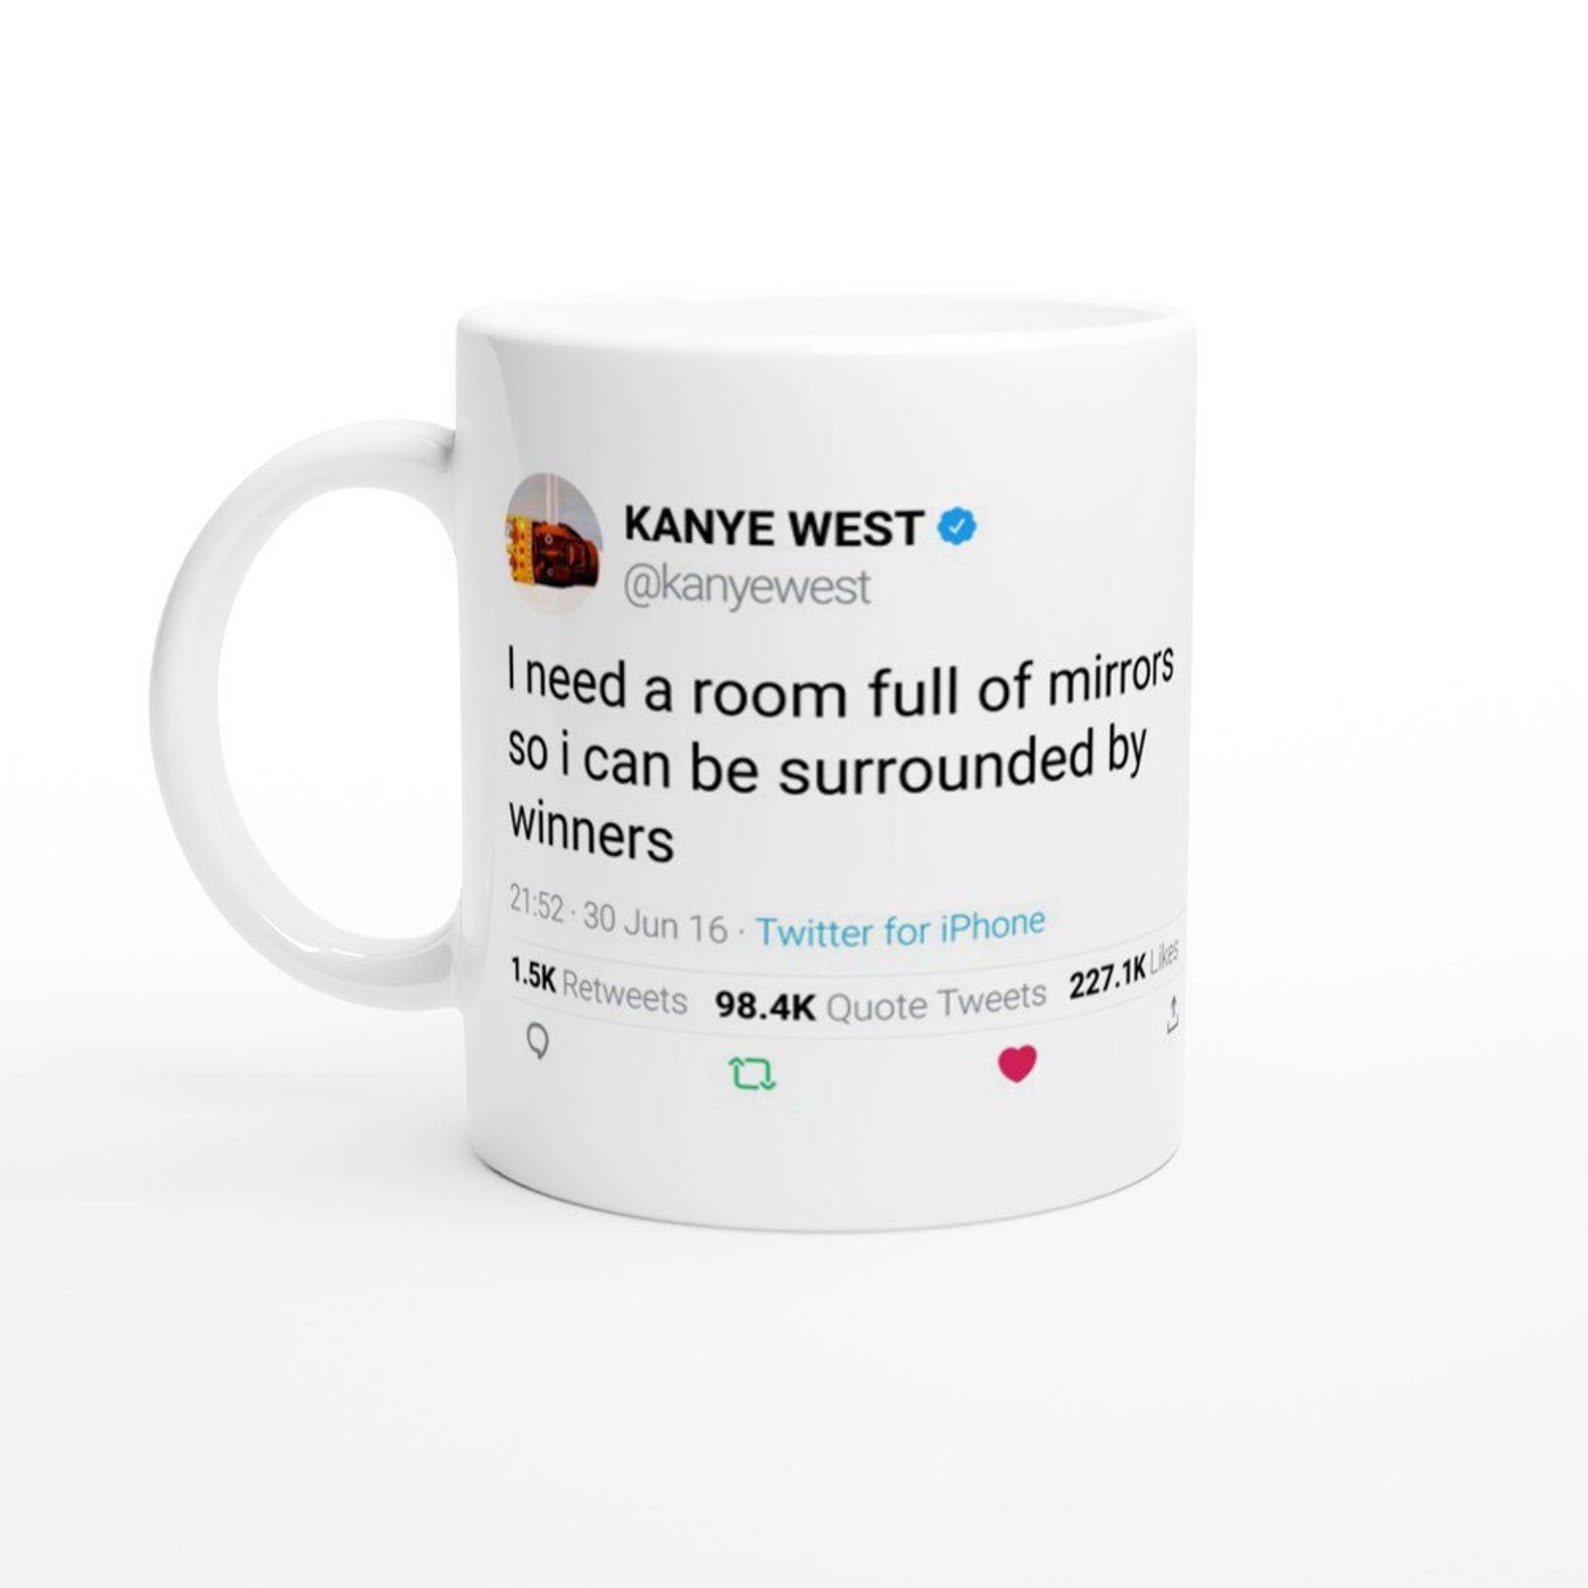 KANYE WEST
@kanyewest
I need a room full of mirrors
so i can be surrounded by
winners
21:52 · 30 Jun 16 · Twitter for iPhone
1.5K Retweets 98.4K Quote Tweets 227.1K Likes